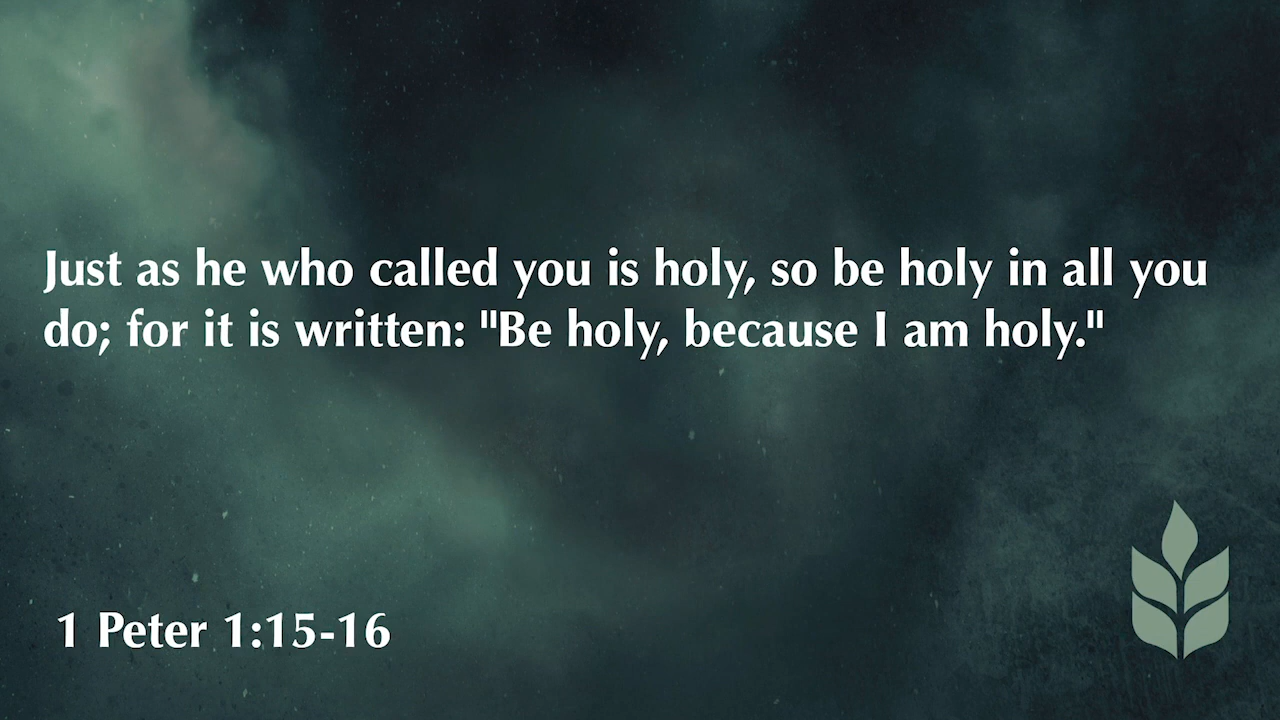 Just as he who called you is holy, so be holy in all you
do; for it is written: "Be holy, because I am holy."
1 Peter 1:15-16